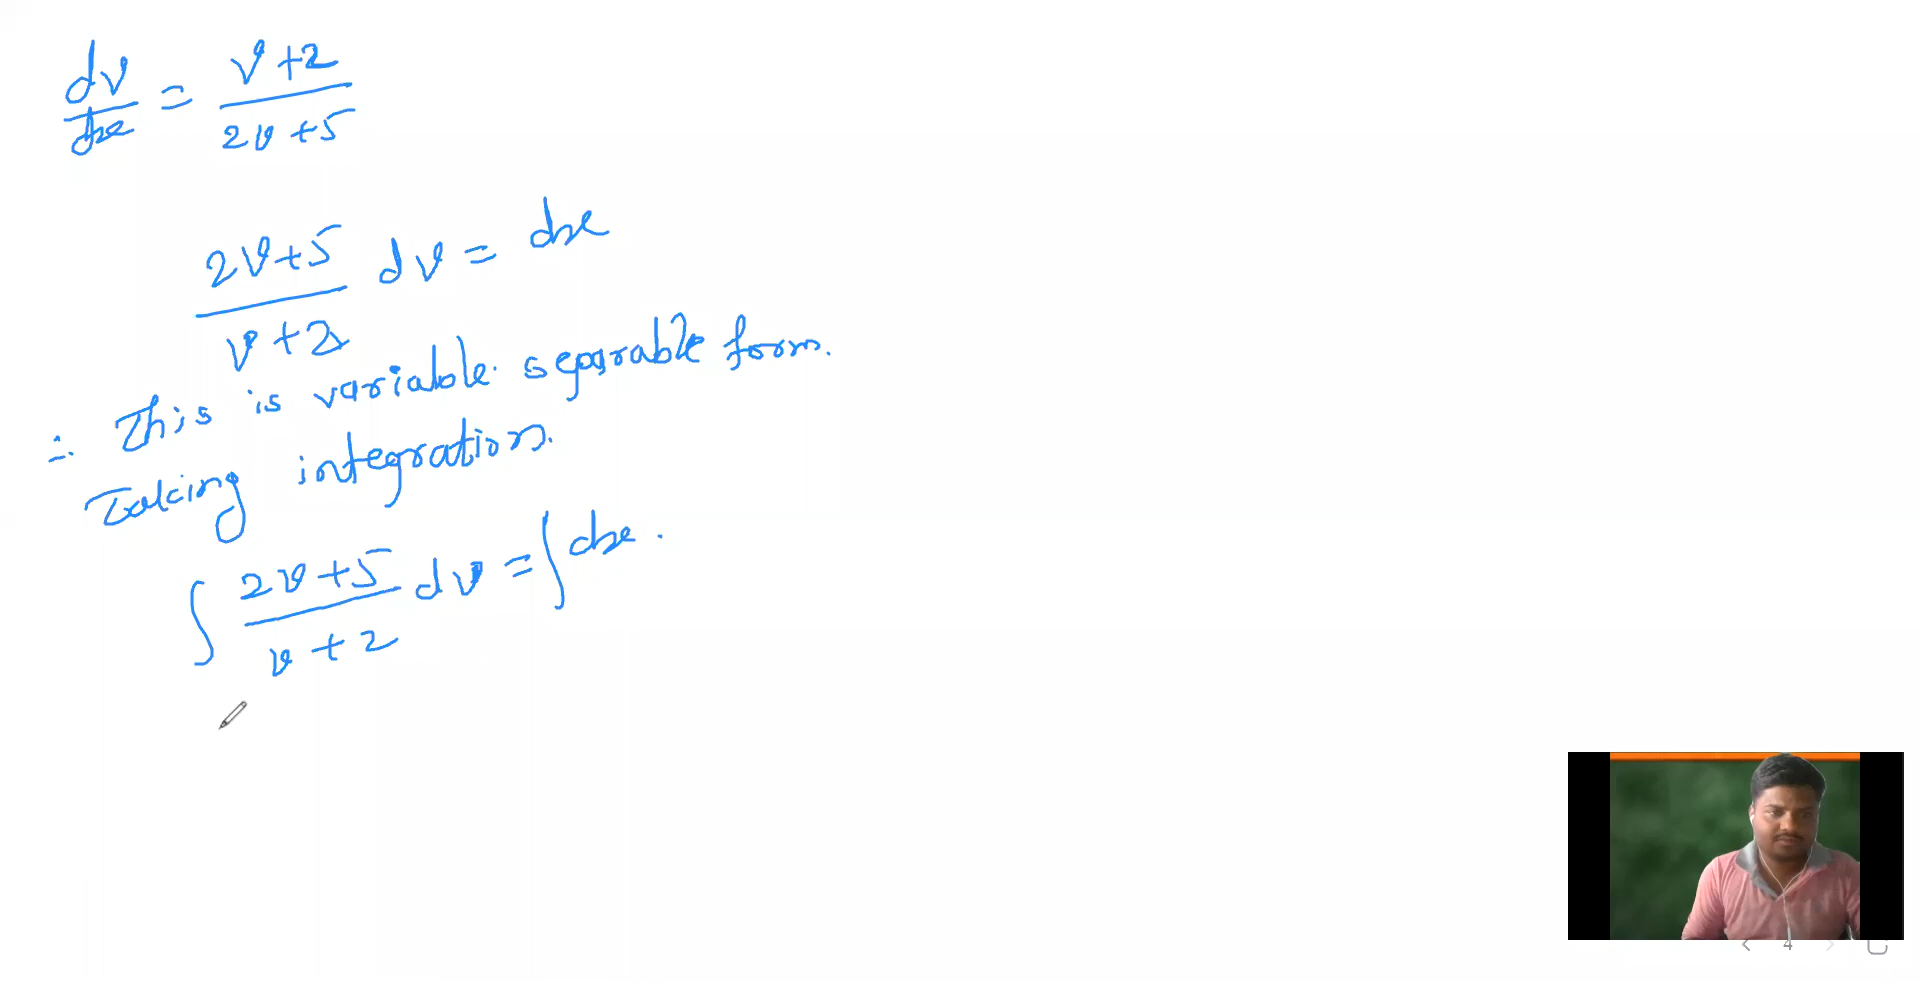 dv/dx = v+2/2v+5
2v+5/v+2 dv = dx
∴ This is variable separable form.
Taking integration.
∫ 2v+5/v+2 dv = ∫ dx.
4